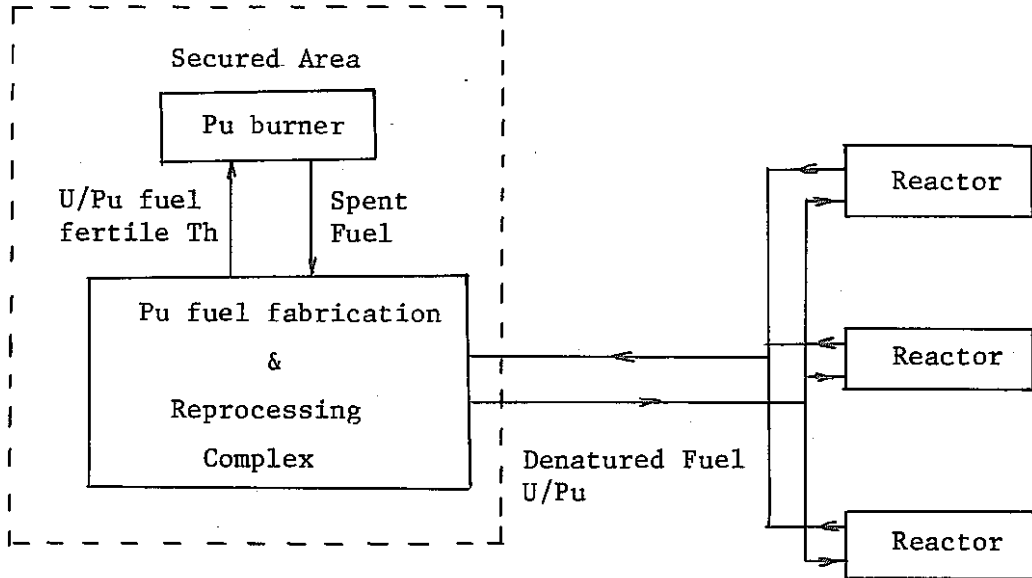 Secured Area
Pu burner
U/Pu fuel
fertile Th
Spent
Fuel
Pu fuel fabrication
&
Reprocessing
Complex
Denatured Fuel
U/Pu
Reactor
Reactor
Reactor